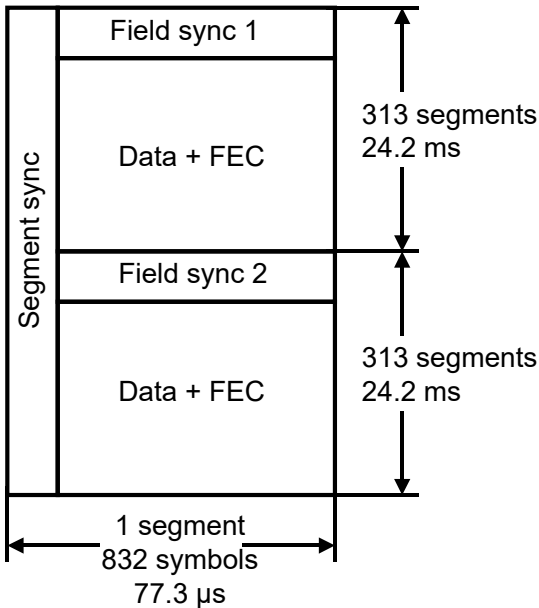 Field sync 1
313 segments
24.2 ms
Data + FEC
Segment sync
Field sync 2
313 segments
24.2 ms
Data + FEC
1 segment
832 symbols
77.3 µs